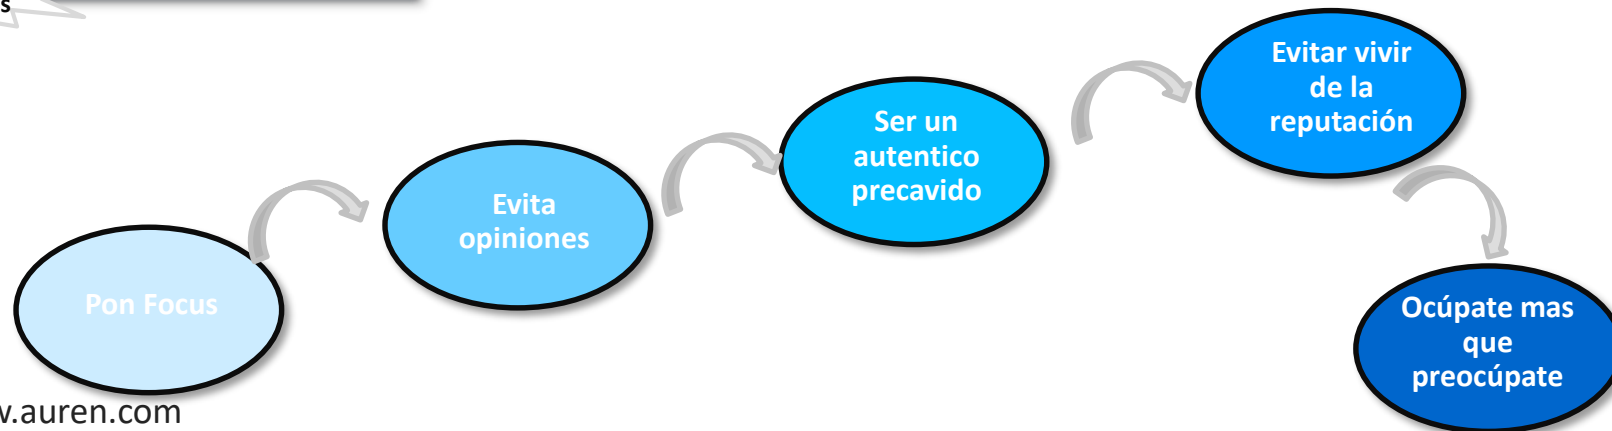 s
Evitar vivir
de la
reputación
Ser un
autentico
precavido
Evita
opiniones
Pon Focus
Ocúpate mas
que
preocúpate
w.auren.com